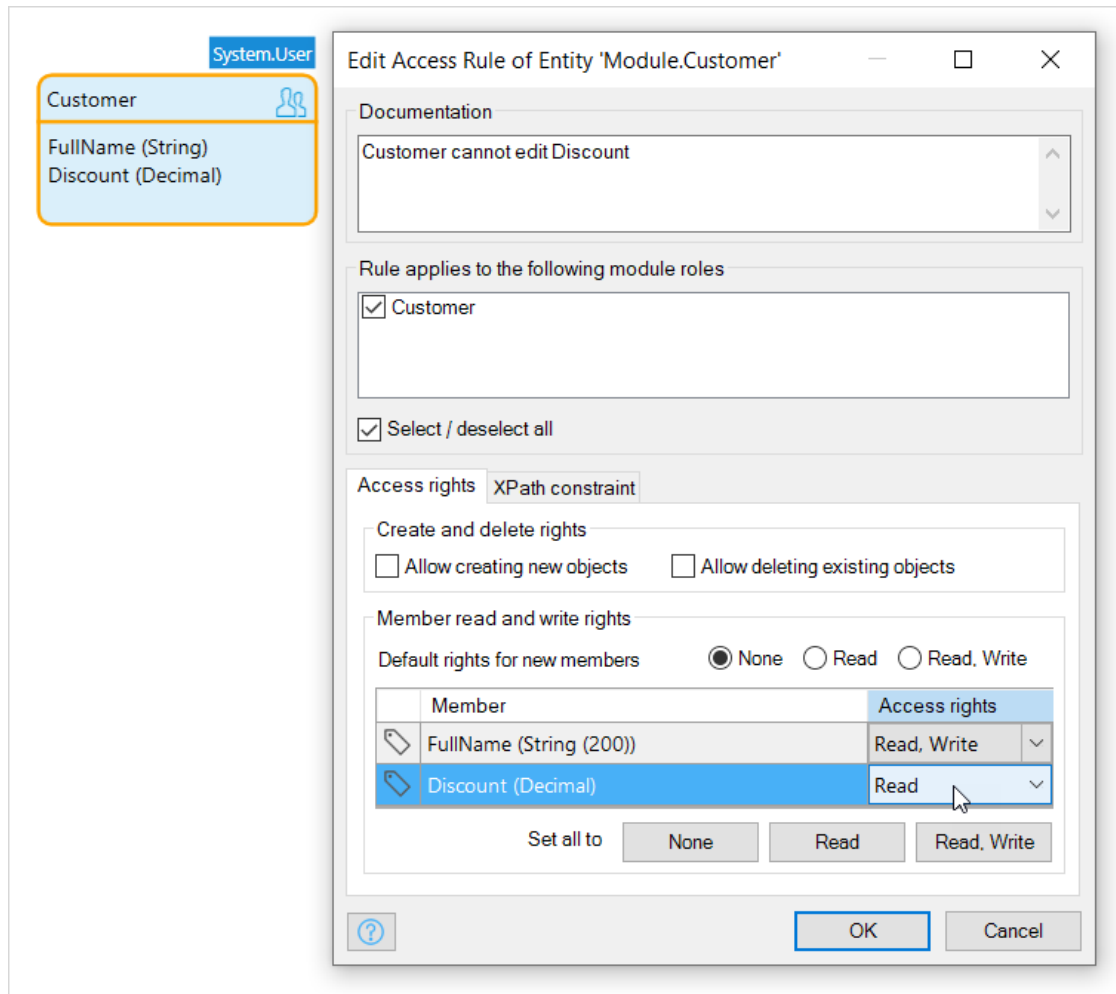 System.User
Customer
FullName (String)
Discount (Decimal)
Edit Access Rule of Entity 'Module.Customer'
Documentation
Customer cannot edit Discount
Rule applies to the following module roles
Customer
Select / deselect all
Access rights XPath constraint
Create and delete rights
Allow creating new objects Allow deleting existing objects
Member read and write rights
Default rights for new members None Read Read, Write
Member Access rights
FullName (String (200)) Read, Write
Discount (Decimal) Read
Set all to None Read Read, Write
? OK Cancel